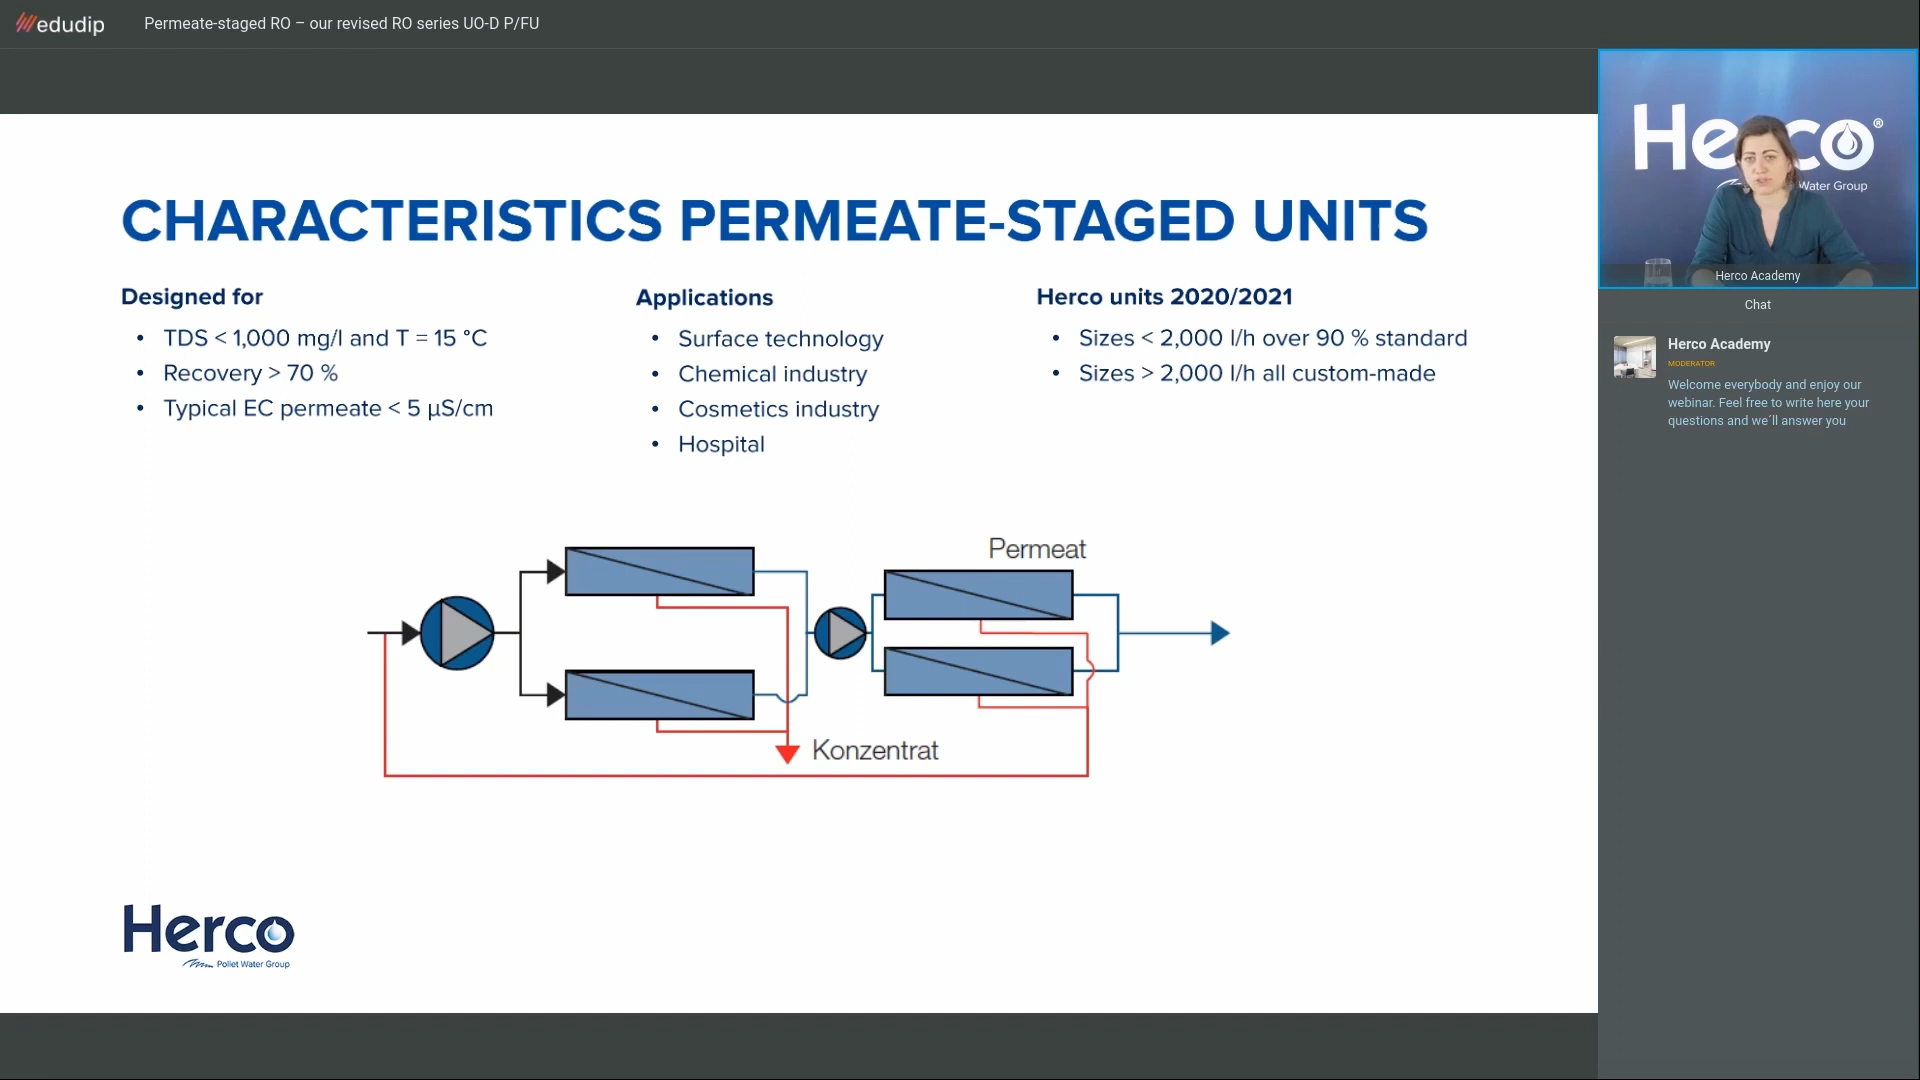 edudip
Permeate-staged RO – our revised RO series UO-D P/FU
CHARACTERISTICS PERMEATE-STAGED UNITS
Designed for
• TDS < 1,000 mg/l and T = 15 °C
• Recovery > 70 %
• Typical EC permeate < 5 µS/cm
Applications
• Surface technology
• Chemical industry
• Cosmetics industry
• Hospital
Herco units 2020/2021
• Sizes < 2,000 l/h over 90 % standard
• Sizes > 2,000 l/h all custom-made
Permeat
Konzentrat
Herco
Pollet Water Group
He co®
Water Group
Herco Academy
Chat
Herco Academy
MODERATOR
Welcome everybody and enjoy our
webinar. Feel free to write here your
questions and we´ll answer you